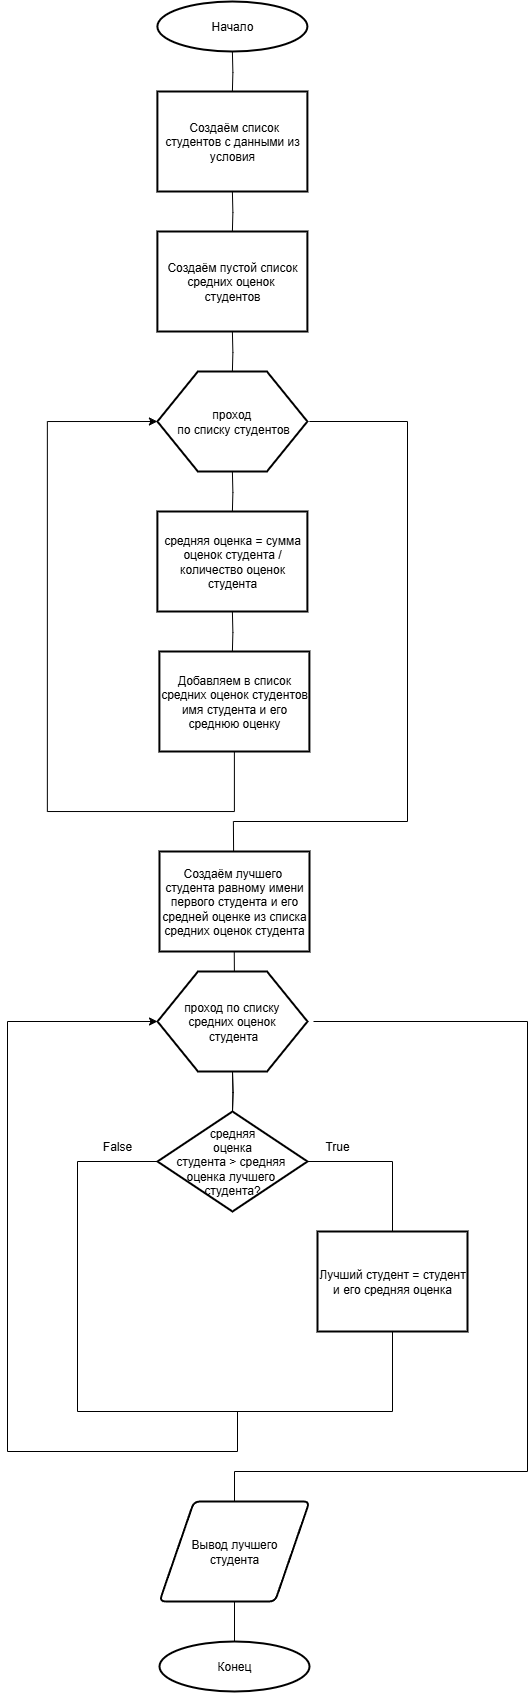 Начало
Создаём список
студентов с данными из
условия
Создаём пустой список
средних оценок
студентов
проход
по списку студентов
средняя оценка = сумма
оценок студента /
количество оценок
студента
Добавляем в список
средних оценок студентов
имя студента и его
среднюю оценку
Создаём лучшего
студента равному имени
первого студента и его
средней оценке из списка
средних оценок студента
проход по списку
средних оценок
студента
False
средняя
оценка
студента > средняя
оценка лучшего
студента?
True
Лучший студент = студент
и его средняя оценка
Вывод лучшего
студента
Конец